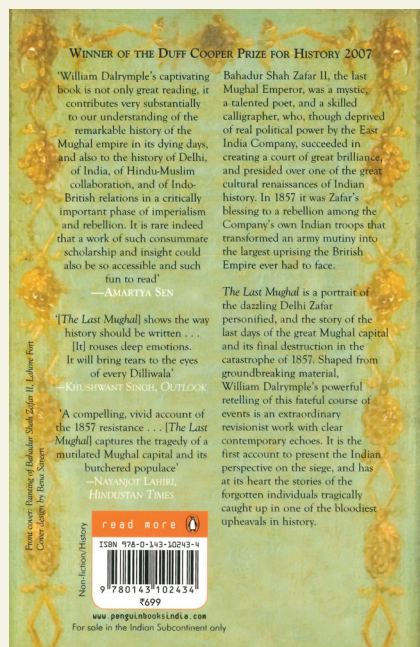 WINNER OF THE DUFF COOPER PRIZE FOR HISTORY 2007
'William Dalrymple's captivating
book is not only great reading, it
contributes very substantially
to our understanding of the
remarkable history of the
Mughal empire in its dying days,
and also to the history of Delhi,
of India, of Hindu-Muslim
collaboration, and of Indo-
British relations in a critically
important phase of imperialism
and rebellion. It is rare indeed
that a work of such consummate
scholarship and insight could
also be so accessible and such
fun to read'
—AMARTYA SEN
'[The Last Mughal] shows the way
history should be written . . .
[It] rouses deep emotions.
It will bring tears to the eyes
of every Dilliwala'
—KHUSHWANT SINGH, OUTLOOK
'A compelling, vivid account of
the 1857 resistance . . . [The Last
Mughal] captures the tragedy of a
mutilated Mughal capital and its
butchered populace'
—NAYANJOT LAHIRI,
HINDUSTAN TIMES
Bahadur Shah Zafar II, the last
Mughal Emperor, was a mystic,
a talented poet, and a skilled
calligrapher, who, though deprived
of real political power by the East
India Company, succeeded in
creating a court of great brilliance,
and presided over one of the great
cultural renaissances of Indian
history. In 1857 it was Zafar's
blessing to a rebellion among the
Company's own Indian troops that
transformed an army mutiny into
the largest uprising the British
Empire ever had to face.
The Last Mughal is a portrait of
the dazzling Delhi Zafar
personified, and the story of the
last days of the great Mughal capital
and its final destruction in the
catastrophe of 1857. Shaped from
groundbreaking material,
William Dalrymple's powerful
retelling of this fateful course of
events is an extraordinary
revisionist work with clear
contemporary echoes. It is the
first account to present the Indian
perspective on the siege, and has
at its heart the stories of the
forgotten individuals tragically
caught up in one of the bloodiest
upheavals in history.
Front cover: Painting of Bahadur Shah Zafar II, Lahore Fort
Cover design by Bena Sareen
Non-fiction/History
read more
ISBN 978-0-143-10243-4
9 780143 102434
₹699
www.penguinbooksindia.com
For sale in the Indian Subcontinent only